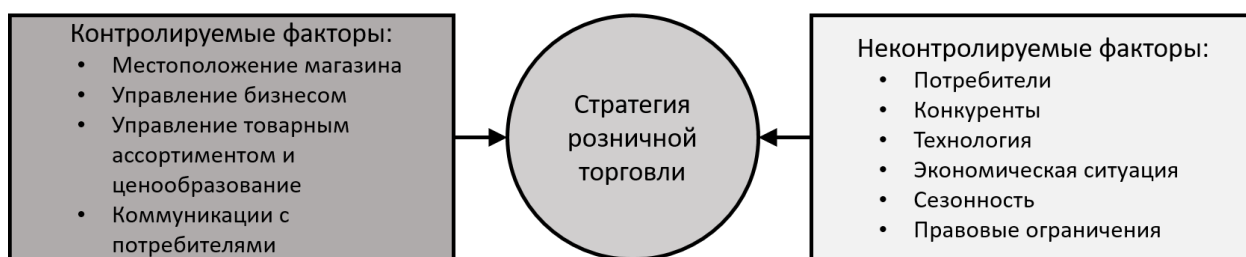 Контролируемые факторы:
• Местоположение магазина
• Управление бизнесом
• Управление товарным
ассортиментом и
ценообразование
• Коммуникации с
потребителями
Стратегия
розничной
торговли
Неконтролируемые факторы:
• Потребители
• Конкуренты
• Технология
• Экономическая ситуация
• Сезонность
• Правовые ограничения